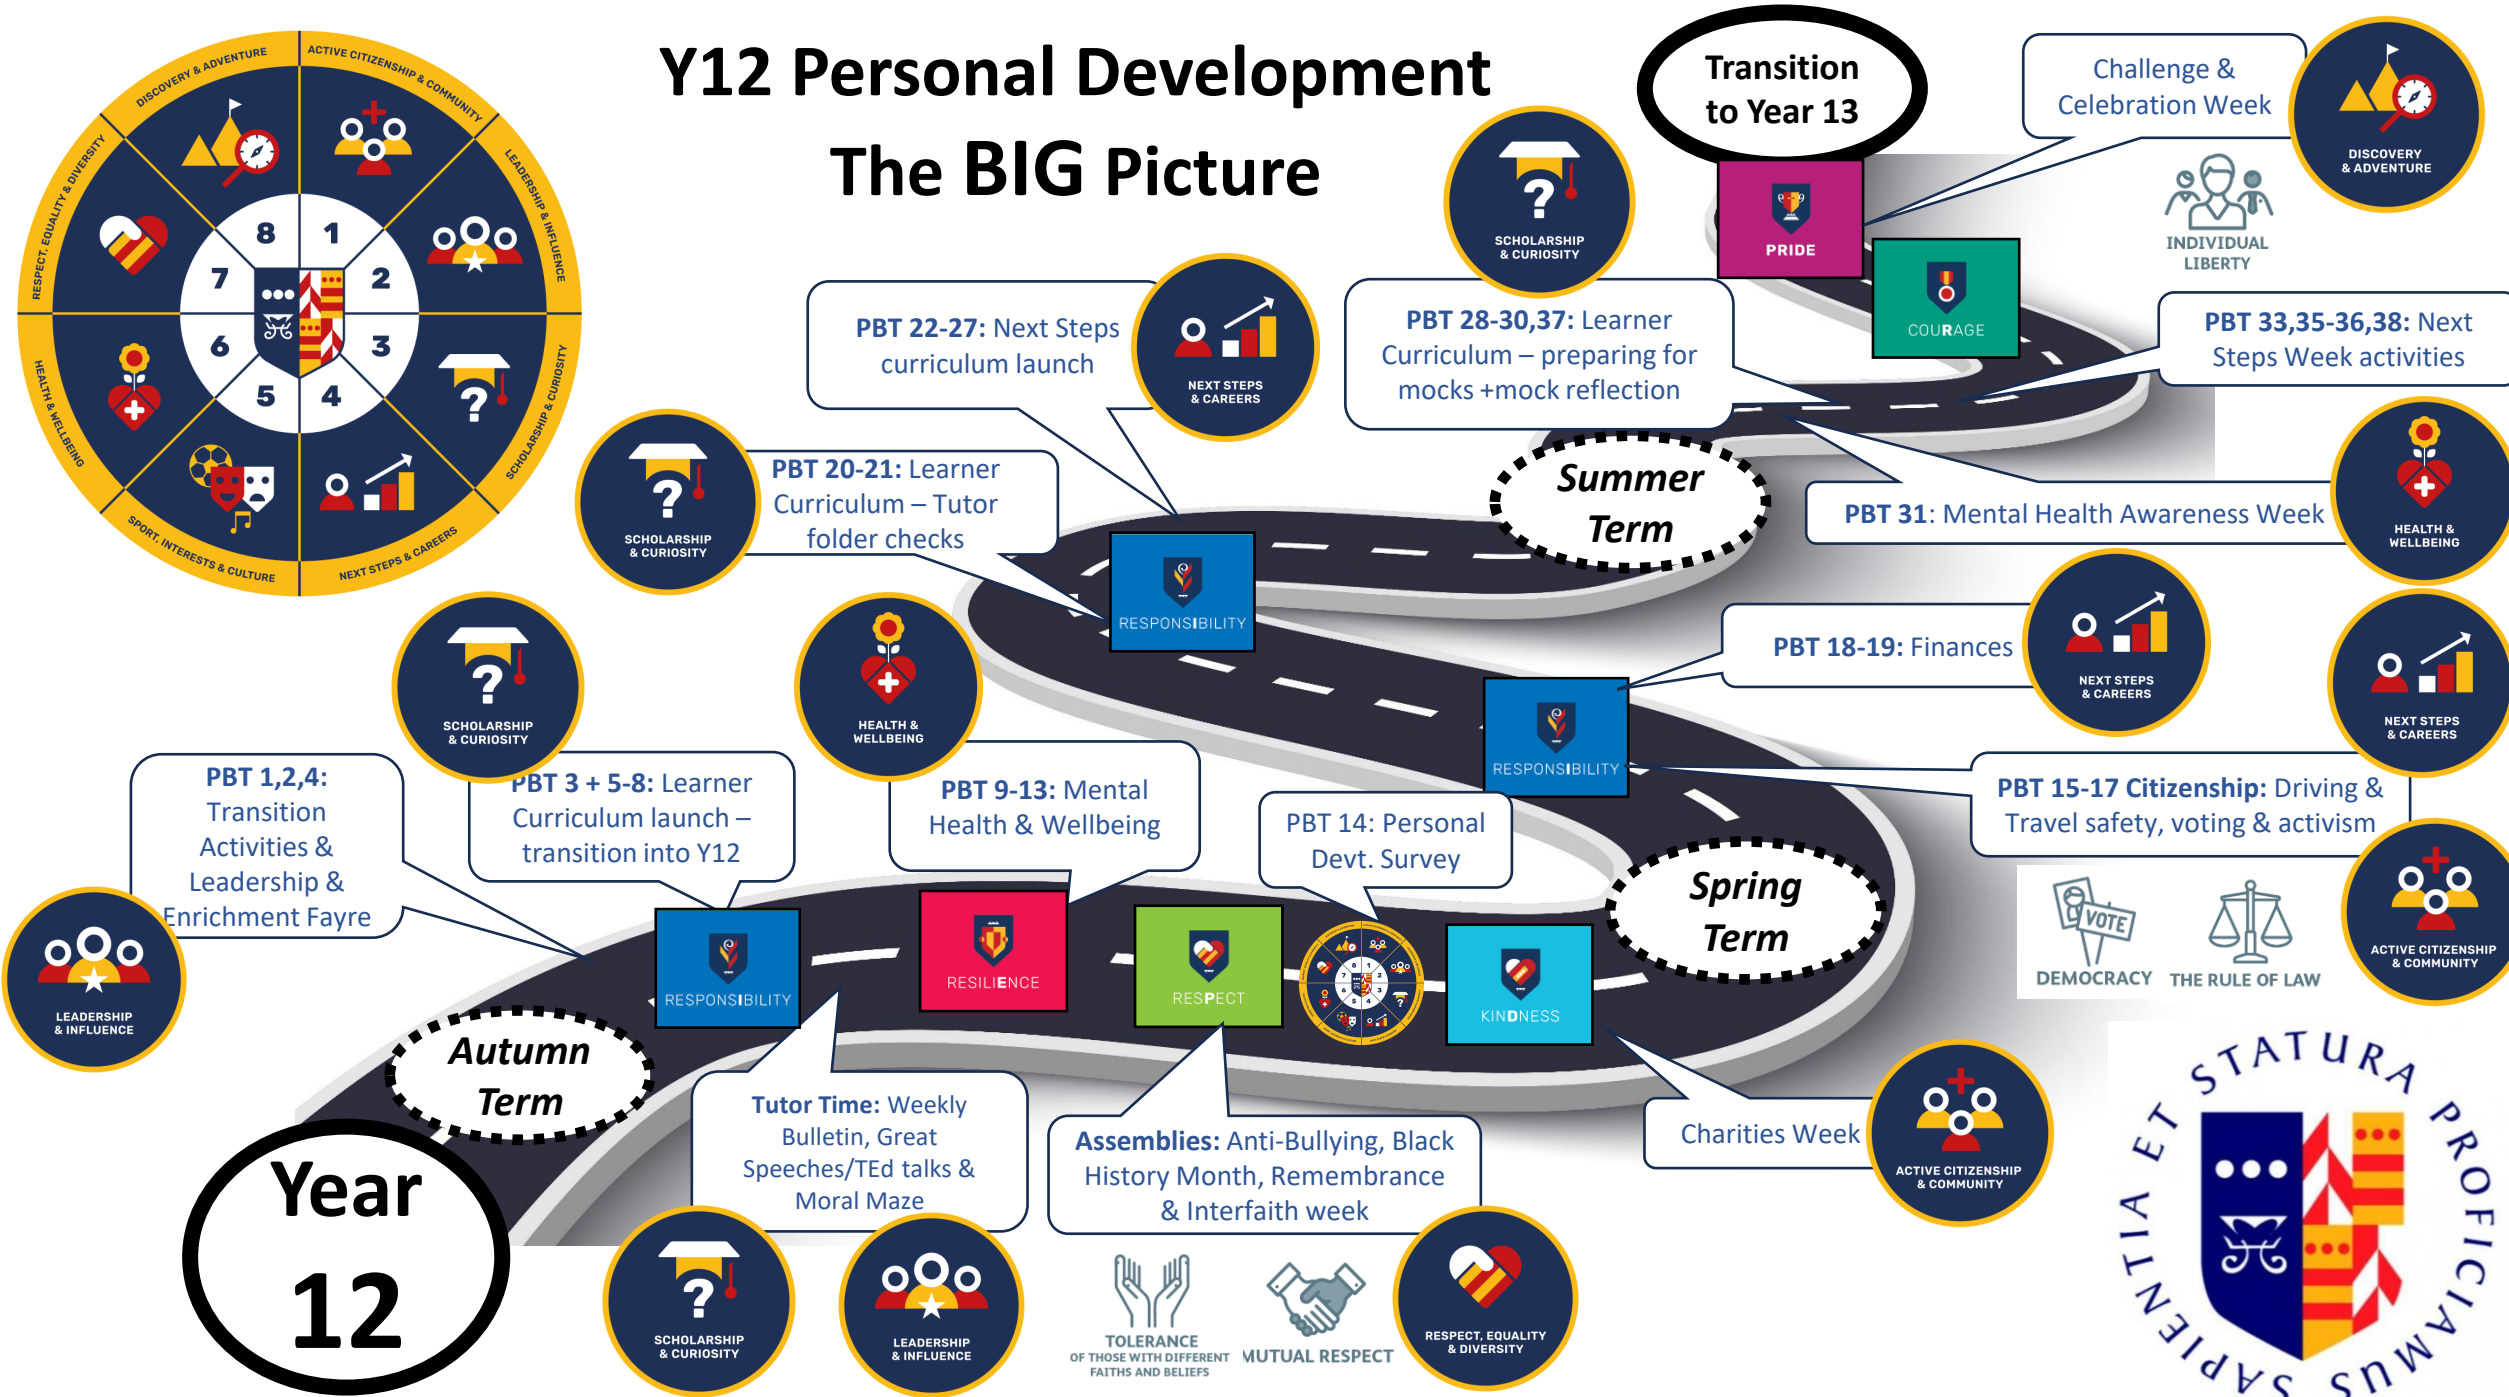 Y12 Personal Development
The BIG Picture
DISCOVERY & ADVENTURE
ACTIVE CITIZENSHIP & COMMUNITY
LEADERSHIP & INFLUENCE
SCHOLARSHIP & CURIOSITY
NEXT STEPS & CAREERS
SPORT, INTERESTS & CULTURE
HEALTH & WELLBEING
RESPECT, EQUALITY & DIVERSITY
8 1
7 2
6 3
5 4
Transition
to Year 13
Challenge &
Celebration Week
DISCOVERY
& ADVENTURE
INDIVIDUAL
LIBERTY
PRIDE
COURAGE
SCHOLARSHIP
& CURIOSITY
PBT 28-30,37: Learner
Curriculum – preparing for
mocks +mock reflection
PBT 33,35-36,38: Next
Steps Week activities
PBT 22-27: Next Steps
curriculum launch
NEXT STEPS
& CAREERS
SCHOLARSHIP
& CURIOSITY
PBT 20-21: Learner
Curriculum – Tutor
folder checks
Summer
Term
PBT 31: Mental Health Awareness Week
HEALTH &
WELLBEING
RESPONSIBILITY
PBT 18-19: Finances
NEXT STEPS
& CAREERS
NEXT STEPS
& CAREERS
RESPONSIBILITY
PBT 15-17 Citizenship: Driving &
Travel safety, voting & activism
VOTE
DEMOCRACY
THE RULE OF LAW
ACTIVE CITIZENSHIP
& COMMUNITY
SCHOLARSHIP
& CURIOSITY
HEALTH &
WELLBEING
PBT 1,2,4:
Transition
Activities &
Leadership &
Enrichment Fayre
LEADERSHIP
& INFLUENCE
PBT 3 + 5-8: Learner
Curriculum launch –
transition into Y12
PBT 9-13: Mental
Health & Wellbeing
PBT 14: Personal
Devt. Survey
Spring
Term
RESPONSIBILITY
RESILIENCE
RESPECT
8 1
7 2
6 3
5 4
KINDNESS
Autumn
Term
Year
12
Tutor Time: Weekly
Bulletin, Great
Speeches/TEd talks &
Moral Maze
SCHOLARSHIP
& CURIOSITY
LEADERSHIP
& INFLUENCE
Assemblies: Anti-Bullying, Black
History Month, Remembrance
& Interfaith week
TOLERANCE
OF THOSE WITH DIFFERENT
FAITHS AND BELIEFS
MUTUAL RESPECT
RESPECT, EQUALITY
& DIVERSITY
Charities Week
ACTIVE CITIZENSHIP
& COMMUNITY
SAPIENTIA ET STATURA PROFICIAMUS